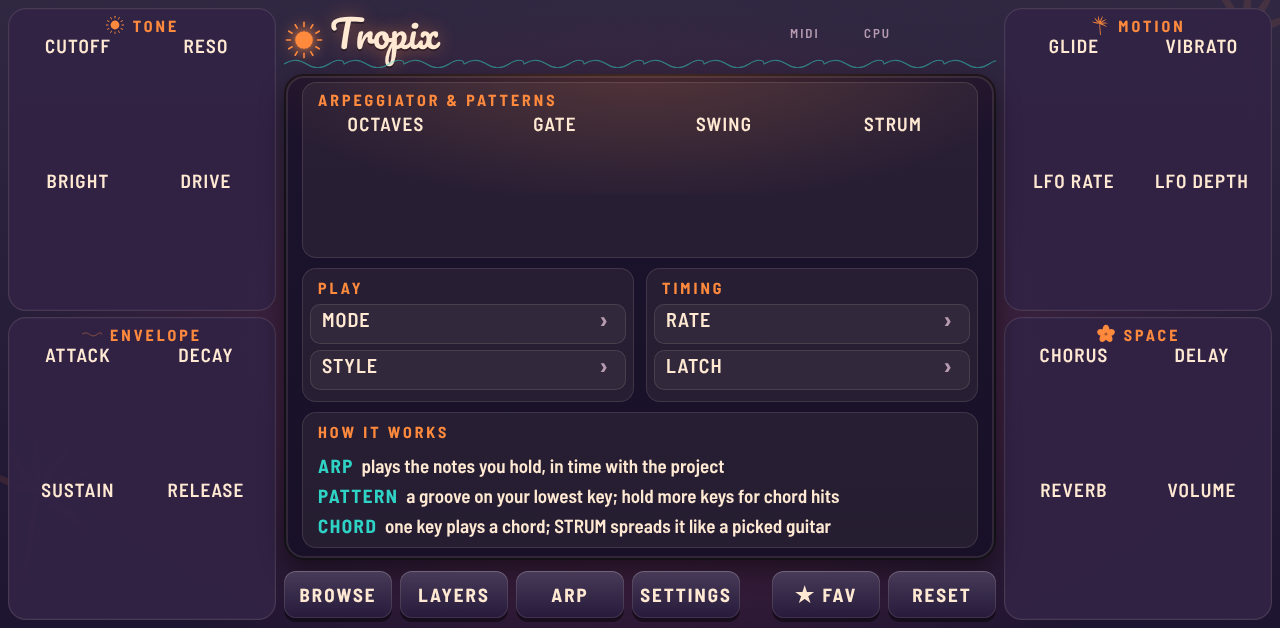 TONE
CUTOFF RESO
BRIGHT DRIVE
ENVELOPE
ATTACK DECAY
SUSTAIN RELEASE
Tropix
MIDI CPU
ARPEGGIATOR & PATTERNS
OCTAVES GATE SWING STRUM
PLAY
MODE ›
STYLE ›
TIMING
RATE ›
LATCH ›
HOW IT WORKS
ARP plays the notes you hold, in time with the project
PATTERN a groove on your lowest key; hold more keys for chord hits
CHORD one key plays a chord; STRUM spreads it like a picked guitar
BROWSE LAYERS ARP SETTINGS ★ FAV RESET
MOTION
GLIDE VIBRATO
LFO RATE LFO DEPTH
SPACE
CHORUS DELAY
REVERB VOLUME